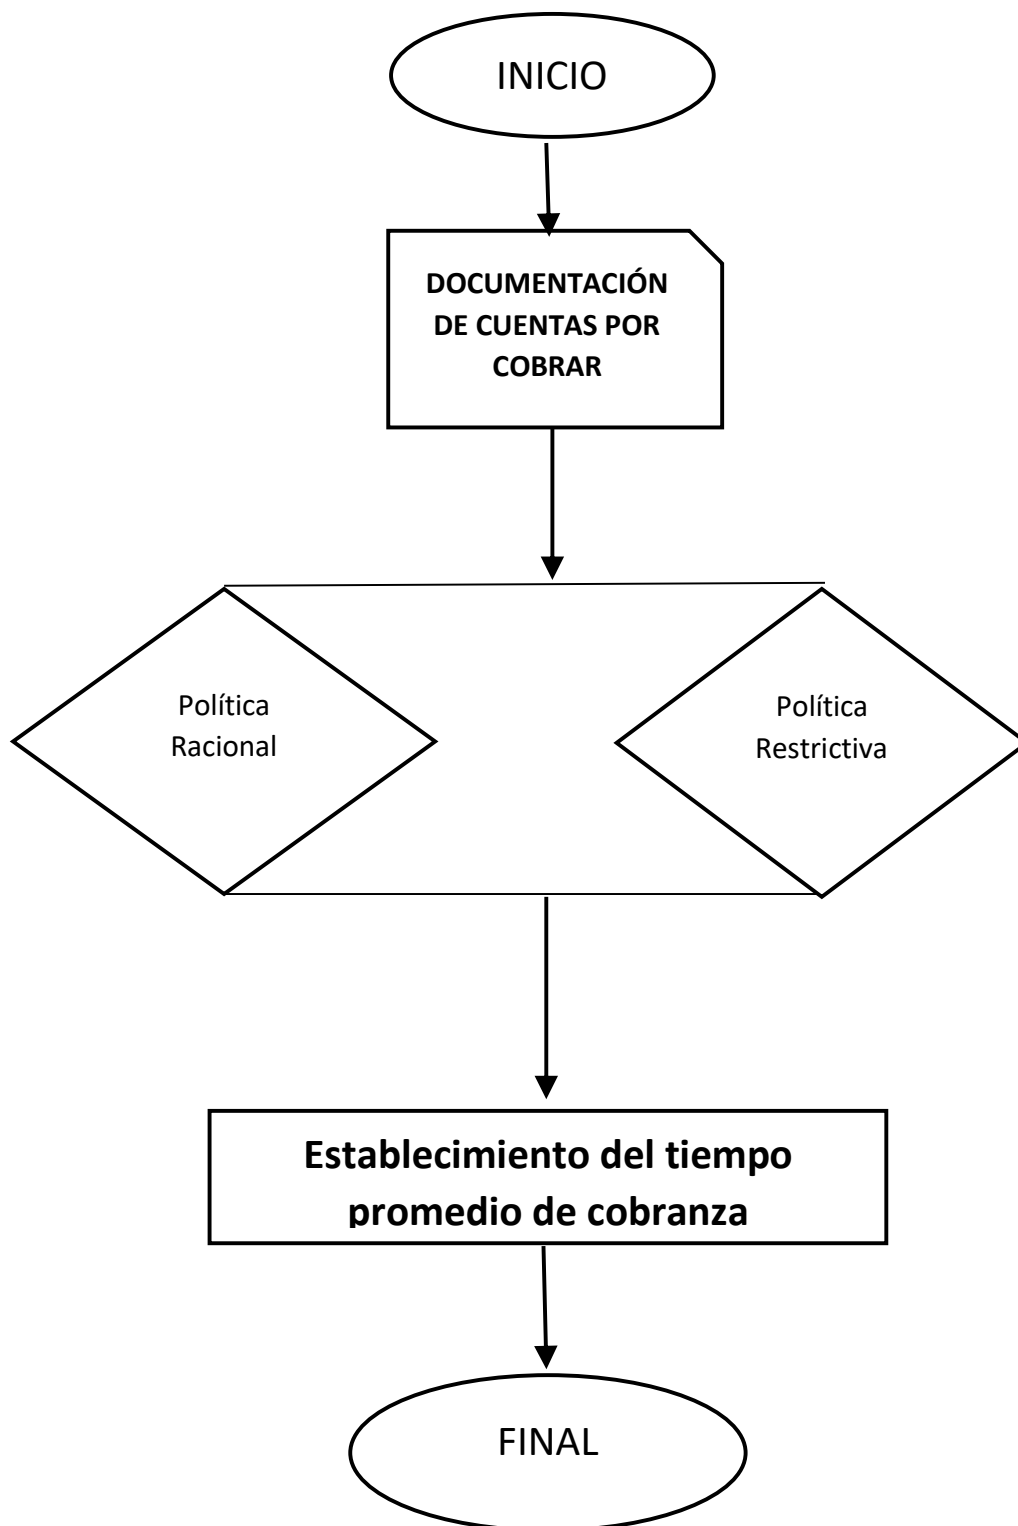 INICIO
DOCUMENTACIÓN
DE CUENTAS POR
COBRAR
Política
Racional
Política
Restrictiva
Establecimiento del tiempo
promedio de cobranza
FINAL